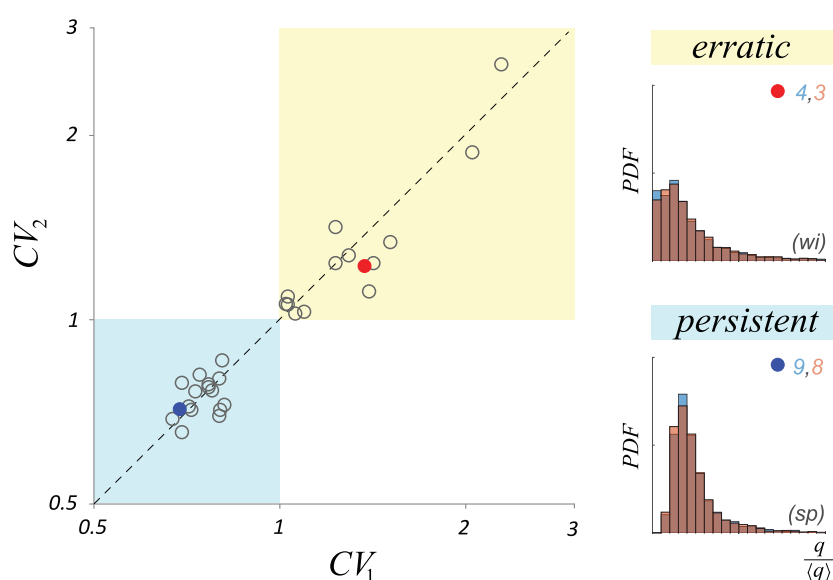 3
2
1
0.5
CV₂
0.5
1
2
3
CV₁
erratic
4,3
PDF
(wi)
persistent
9,8
PDF
(sp)
q
⟨q⟩